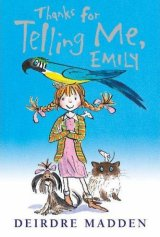 Thanks for
Telling Me,
EMILY
DEIRDRE MADDEN